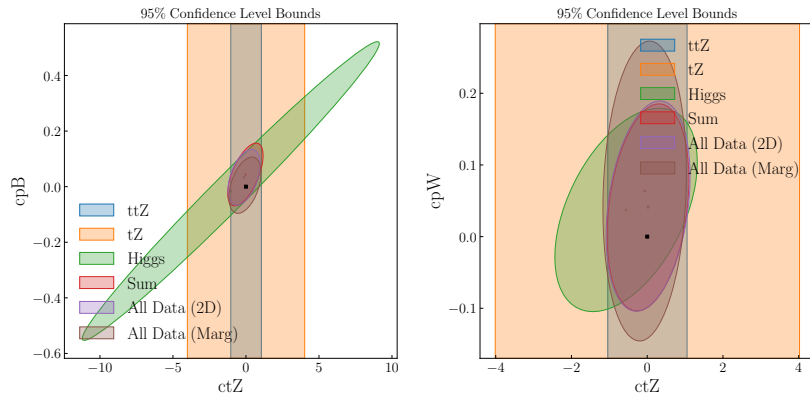 95% Confidence Level Bounds
cpB
0.4
0.2
0.0
−0.2
−0.4
−0.6
ttZ
tZ
Higgs
Sum
All Data (2D)
All Data (Marg)
−10
−5
0
5
10
ctZ
95% Confidence Level Bounds
cpW
0.2
0.1
0.0
−0.1
ttZ
tZ
Higgs
Sum
All Data (2D)
All Data (Marg)
−4
−2
0
2
4
ctZ